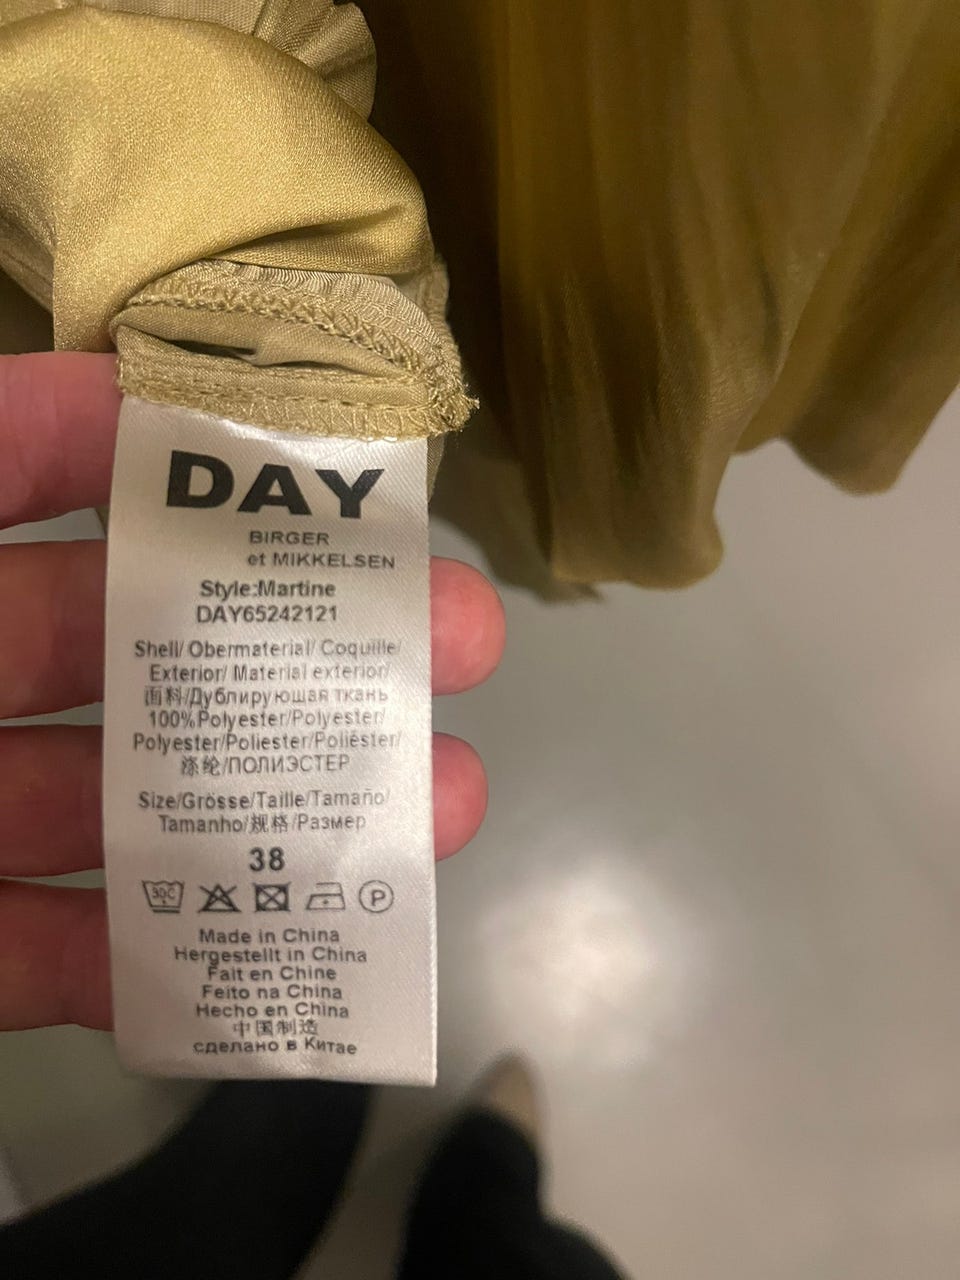 DAY
BIRGER
et MIKKELSEN
Style:Martine
DAY65242121
Shell/ Obermaterial/ Coquille/
Exterior/ Material exterior/
面料/Дублирующая ткань
100%Polyester/Polyester/
Polyester/Poliester/Poliéster/
涤纶/ПОЛИЭСТЕР
Size/Grösse/Taille/Tamaño/
Tamanho/规格/Размер
38
30C
P
Made in China
Hergestellt in China
Fait en Chine
Feito na China
Hecho en China
中国制造
сделано в Китае